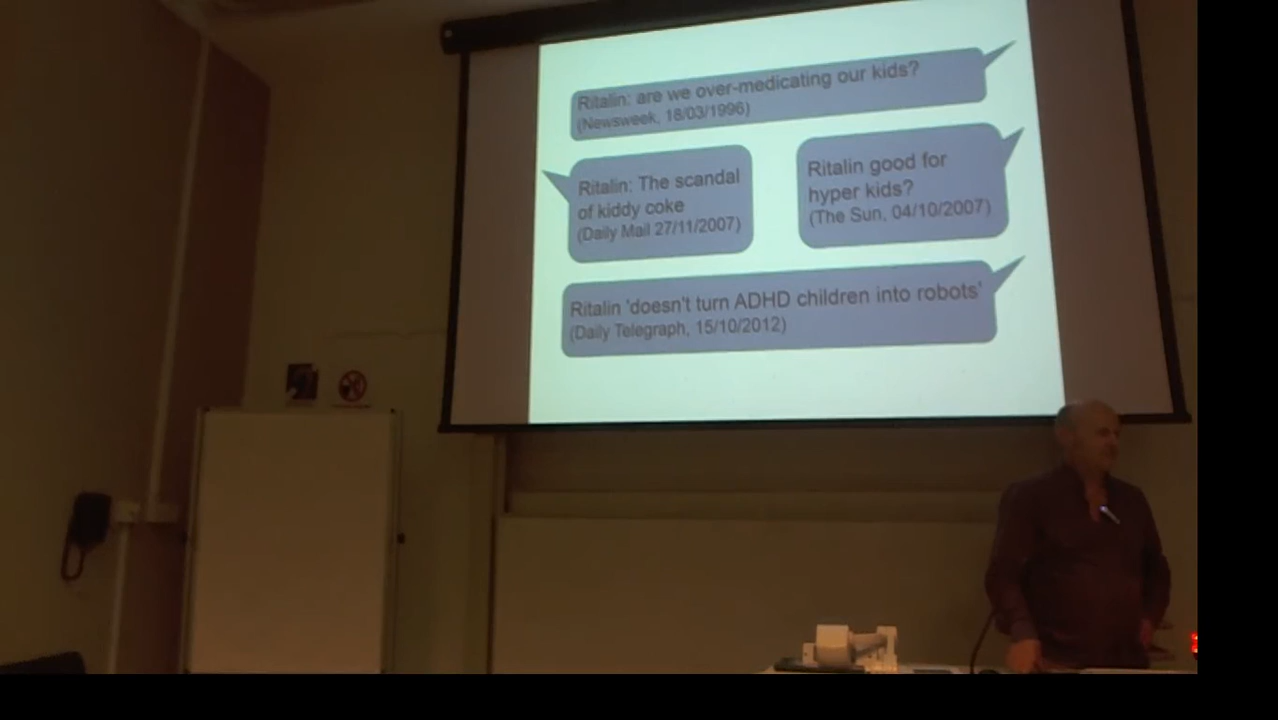 Ritalin: are we over-medicating our kids?
(Newsweek, 18/03/1996)
Ritalin: The scandal
of kiddy coke
(Daily Mail 27/11/2007)
Ritalin good for
hyper kids?
(The Sun, 04/10/2007)
Ritalin 'doesn't turn ADHD children into robots'
(Daily Telegraph, 15/10/2012)